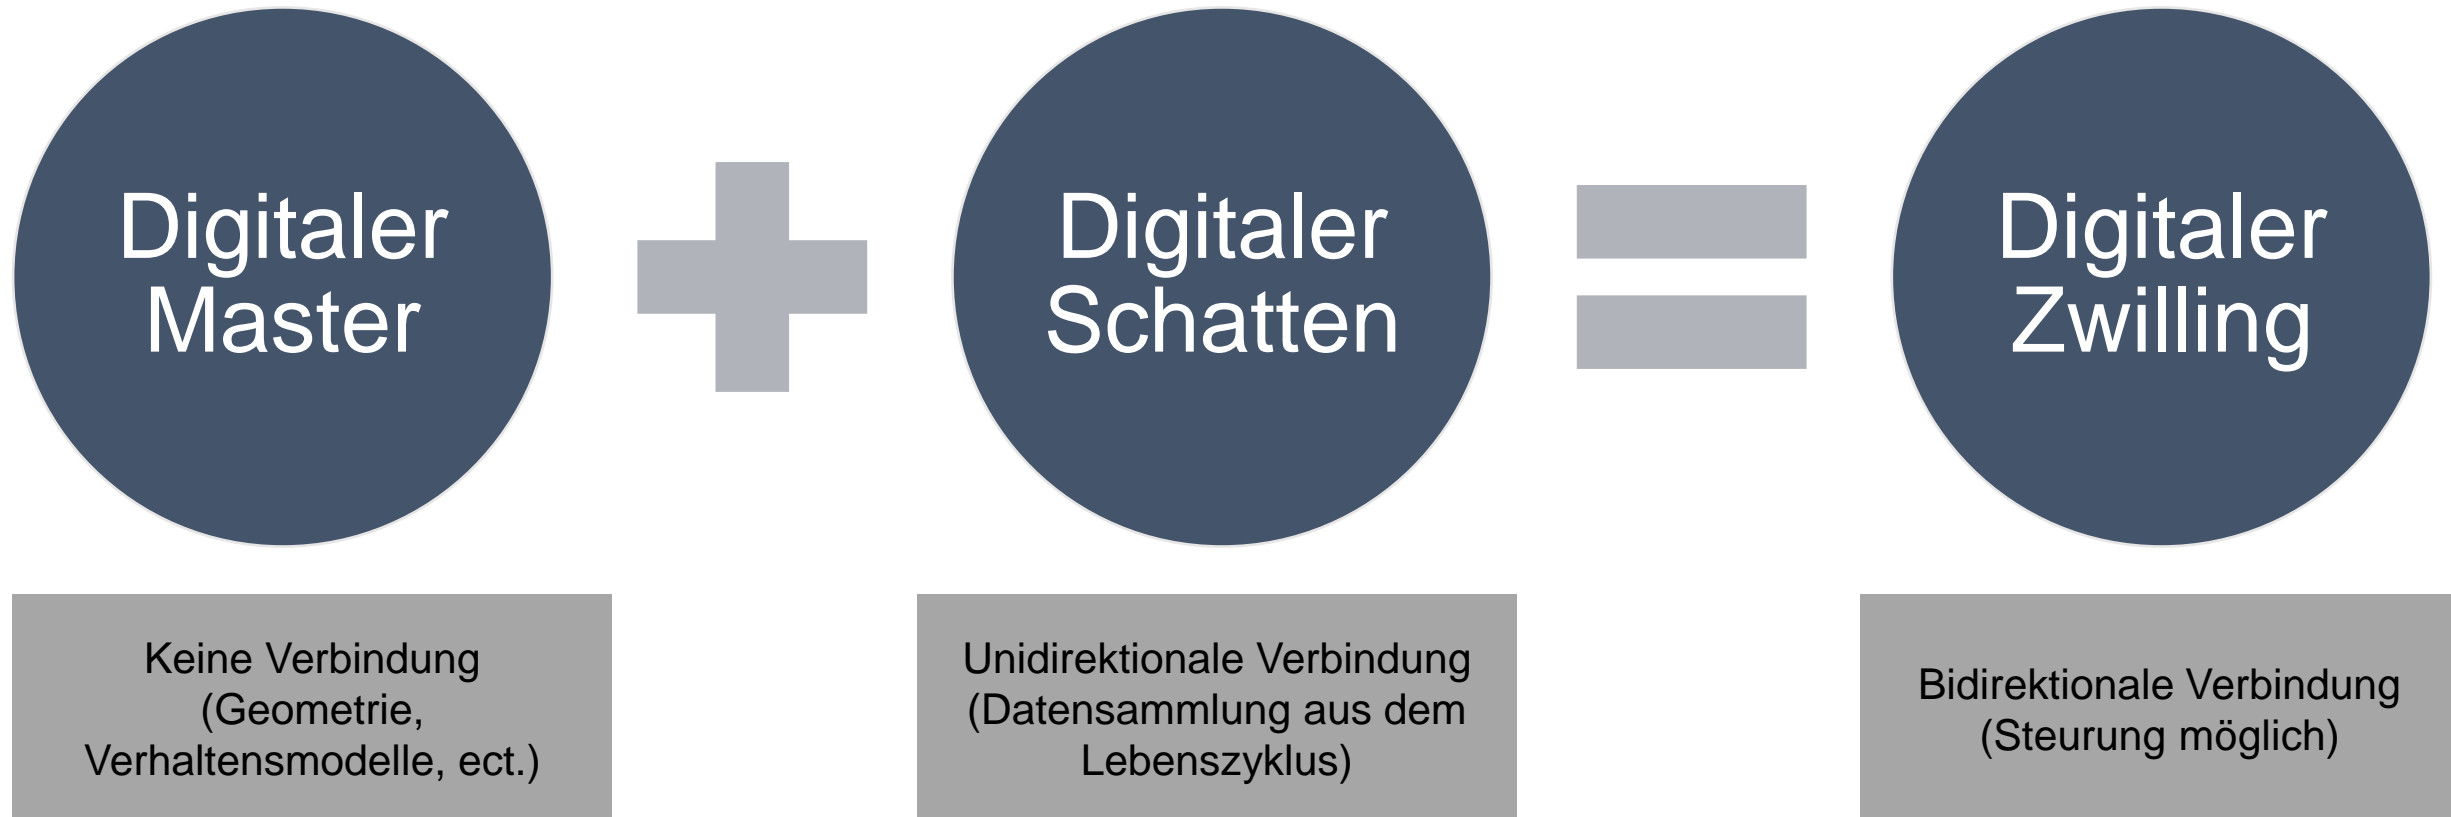 Digitaler
Master
Digitaler
Schatten
Digitaler
Zwilling
Keine Verbindung
(Geometrie,
Verhaltensmodelle, ect.)
Unidirektionale Verbindung
(Datensammlung aus dem
Lebenszyklus)
Bidirektionale Verbindung
(Steurung möglich)